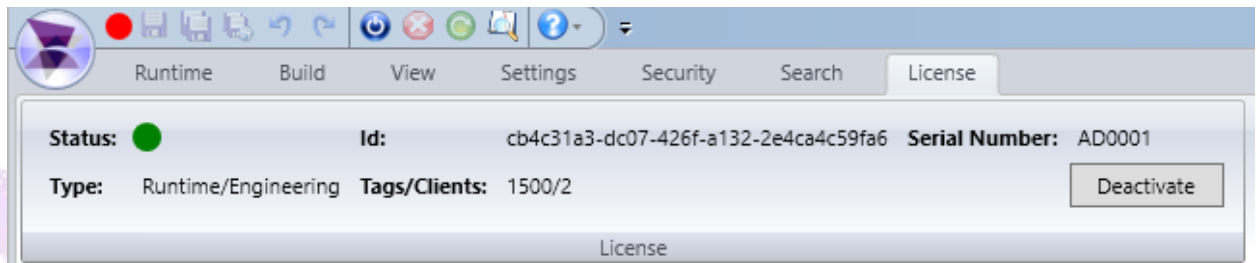 Runtime Build View Settings Security Search License
Status: Id: cb4c31a3-dc07-426f-a132-2e4ca4c59fa6 Serial Number: AD0001
Type: Runtime/Engineering Tags/Clients: 1500/2 Deactivate
License